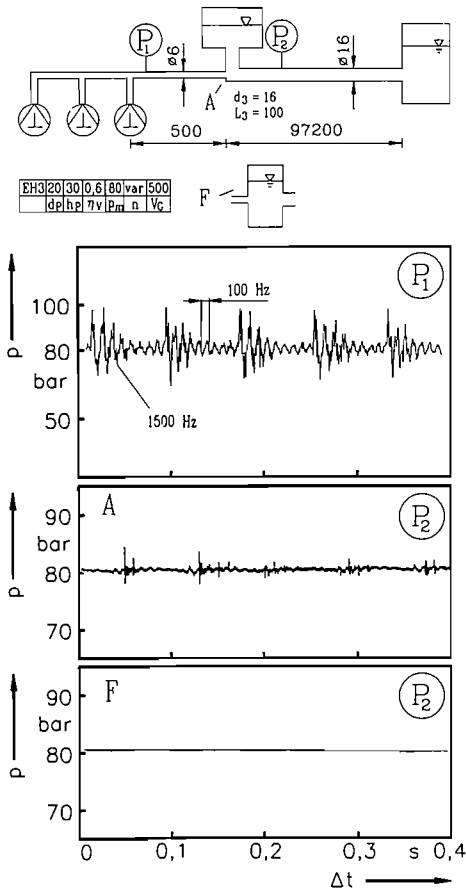 P1
ø6
P2
ø16
A
d3 = 16
L3 = 100
500
97200
EH3 20 30 0,6 80 var 500
dp hp ηv pm n VG
F
P1
100 Hz
1500 Hz
100
80
bar
50
p
A
P2
90
bar
80
70
p
F
P2
90
bar
80
70
p
0 0,1 0,2 0,3 s 0,4
Δt